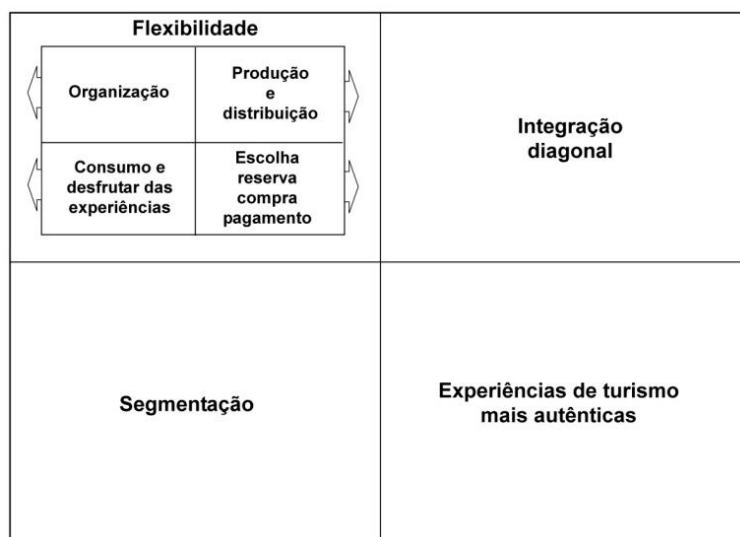 Flexibilidade
Organização
Produção
e
distribuição
Consumo e
desfrutar das
experiências
Escolha
reserva
compra
pagamento
Integração
diagonal
Segmentação
Experiências de turismo
mais autênticas